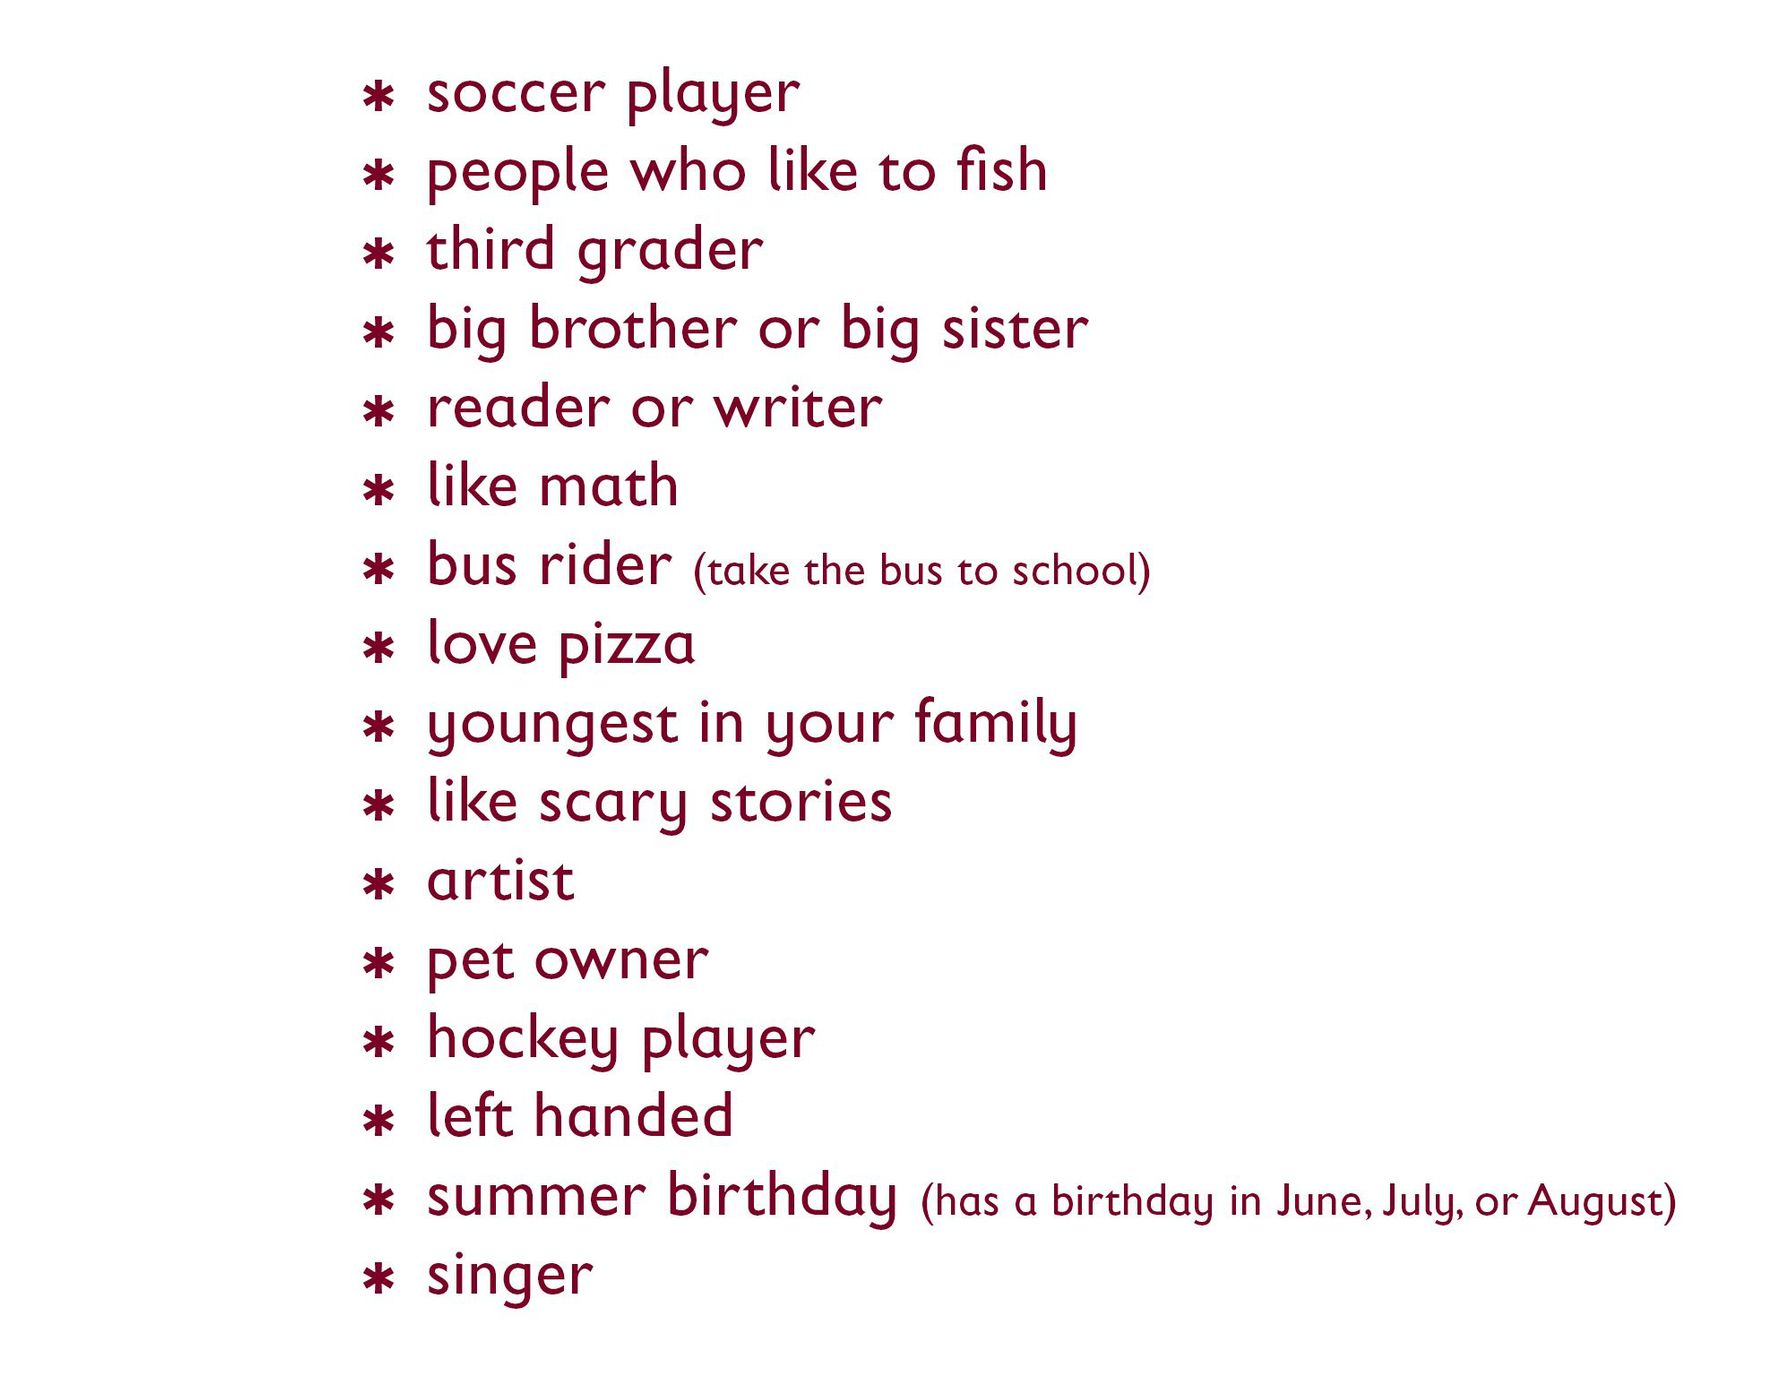 * soccer player
* people who like to fish
* third grader
* big brother or big sister
* reader or writer
* like math
* bus rider (take the bus to school)
* love pizza
* youngest in your family
* like scary stories
* artist
* pet owner
* hockey player
* left handed
* summer birthday (has a birthday in June, July, or August)
* singer